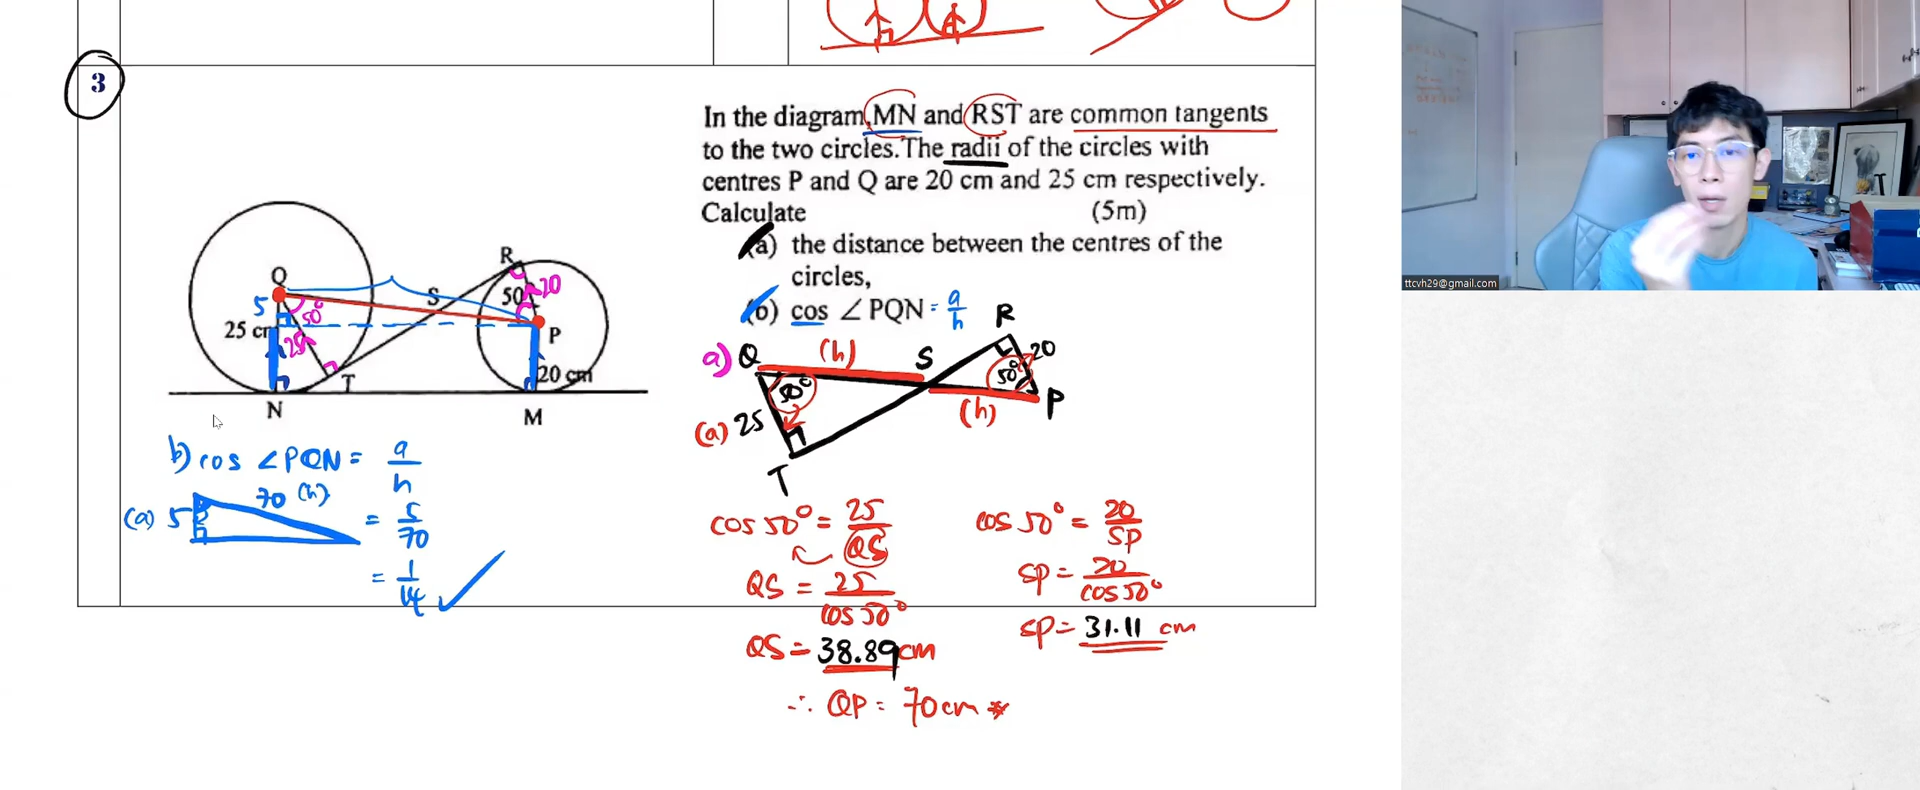 3
In the diagram, MN and RST are common tangents
to the two circles. The radii of the circles with
centres P and Q are 20 cm and 25 cm respectively.
Calculate (5m)
(a) the distance between the centres of the
circles,
(b) cos ∠ PQN = a/h
Q
R
S
5
50°
50
20
25 cm
25
P
T
20 cm
N
M
a) Q (h) S R
20
50°
50°
(a) 25
(h)
P
T
b) cos ∠PQN = a/h
70 (h)
(a) 5
= 5/70
= 1/14
cos 50° = 25/QS
QS = 25/cos 50°
QS = 38.89 cm
cos 50° = 20/SP
SP = 20/cos 50°
SP = 31.11 cm
∴ QP = 70 cm
ttcvh29@gmail.com